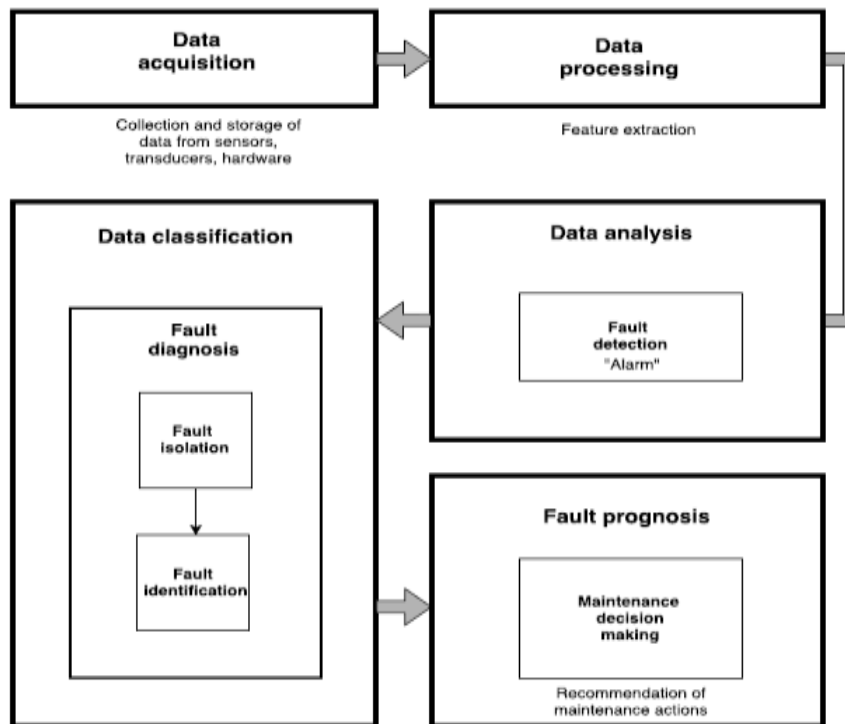 Data
acquisition
Data
processing
Collection and storage of
data from sensors,
transducers, hardware
Feature extraction
Data classification
Fault
diagnosis
Fault
isolation
Fault
identification
Data analysis
Fault
detection
"Alarm"
Fault prognosis
Maintenance
decision
making
Recommendation of
maintenance actions